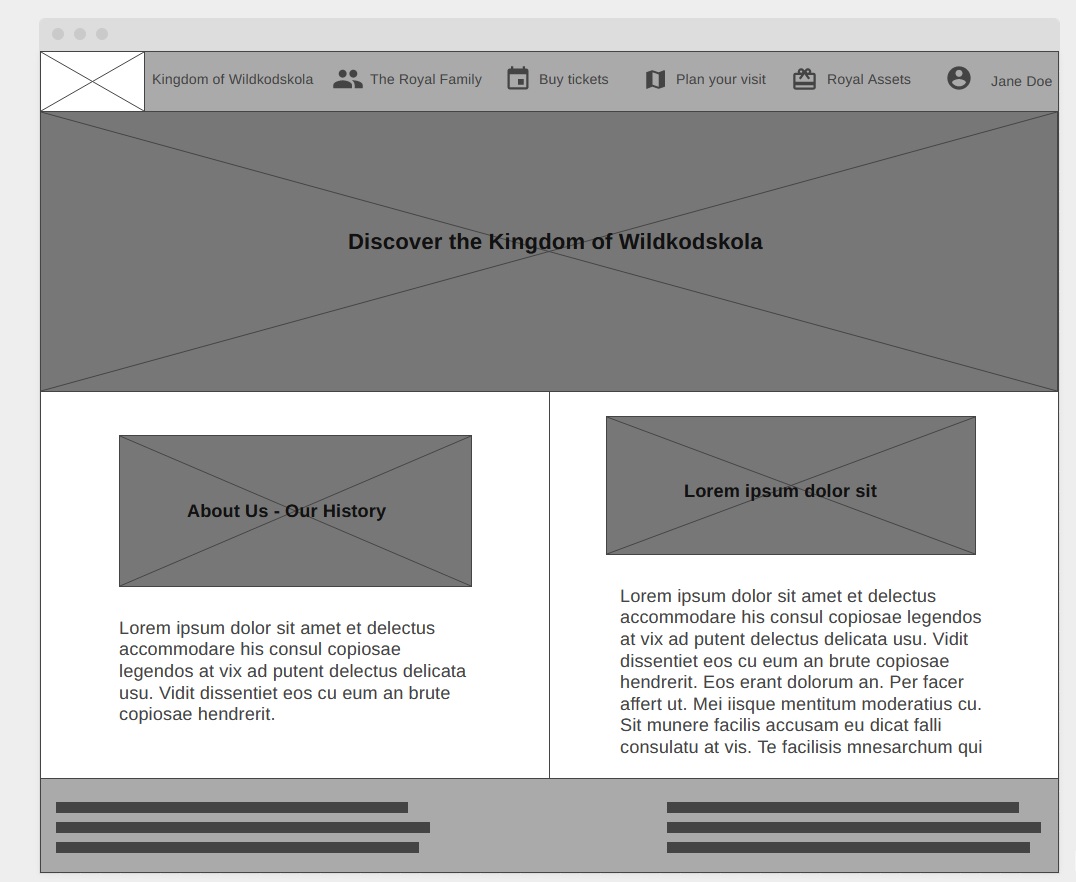 Kingdom of Wildkodskola The Royal Family Buy tickets Plan your visit Royal Assets Jane Doe
Discover the Kingdom of Wildkodskola
About Us - Our History
Lorem ipsum dolor sit amet et delectus
accommodare his consul copiosae
legendos at vix ad putent delectus delicata
usu. Vidit dissentiet eos cu eum an brute
copiosae hendrerit.
Lorem ipsum dolor sit
Lorem ipsum dolor sit amet et delectus
accommodare his consul copiosae legendos
at vix ad putent delectus delicata usu. Vidit
dissentiet eos cu eum an brute copiosae
hendrerit. Eos erant dolorum an. Per facer
affert ut. Mei iisque mentitum moderatius cu.
Sit munere facilis accusam eu dicat falli
consulatu at vis. Te facilisis mnesarchum qui